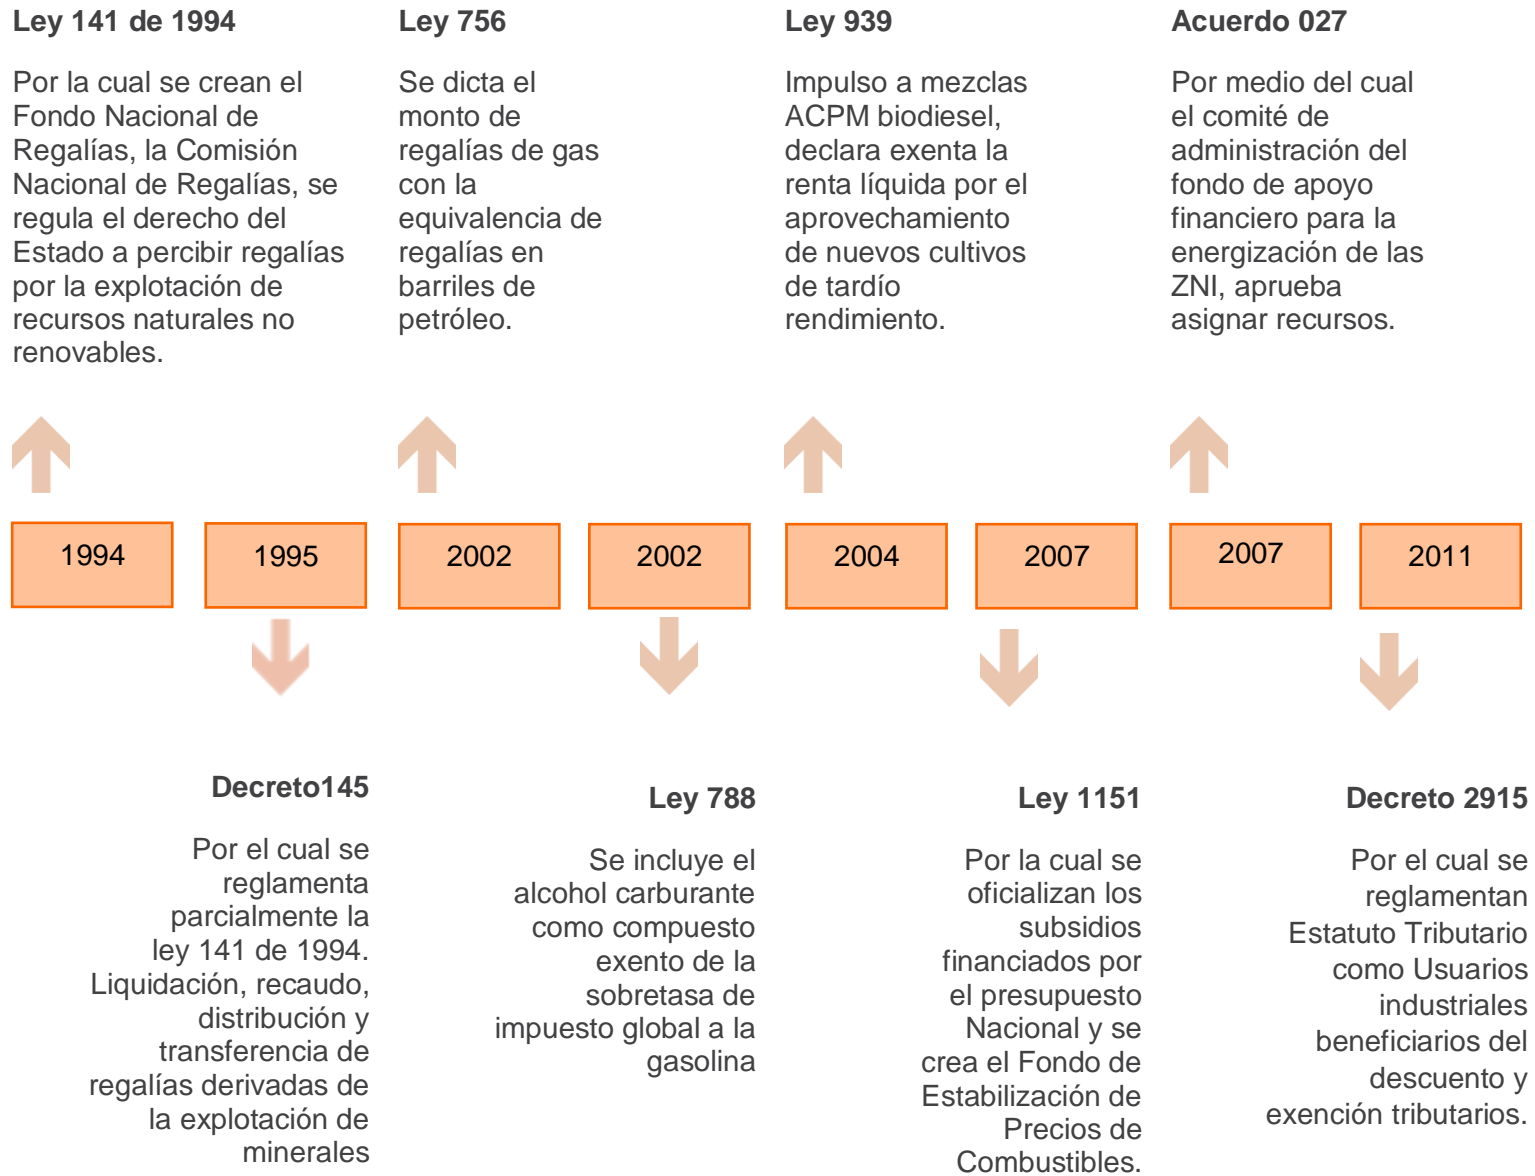 Ley 141 de 1994
Por la cual se crean el
Fondo Nacional de
Regalías, la Comisión
Nacional de Regalías, se
regula el derecho del
Estado a percibir regalías
por la explotación de
recursos naturales no
renovables.
Ley 756
Se dicta el
monto de
regalías de gas
con la
equivalencia de
regalías en
barriles de
petróleo.
Ley 939
Impulso a mezclas
ACPM biodiesel,
declara exenta la
renta líquida por el
aprovechamiento
de nuevos cultivos
de tardío
rendimiento.
Acuerdo 027
Por medio del cual
el comité de
administración del
fondo de apoyo
financiero para la
energización de las
ZNI, aprueba
asignar recursos.
1994
1995
2002
2002
2004
2007
2007
2011
Decreto145
Por el cual se
reglamenta
parcialmente la
ley 141 de 1994.
Liquidación, recaudo,
distribución y
transferencia de
regalías derivadas de
la explotación de
minerales
Ley 788
Se incluye el
alcohol carburante
como compuesto
exento de la
sobretasa de
impuesto global a la
gasolina
Ley 1151
Por la cual se
oficializan los
subsidios
financiados por
el presupuesto
Nacional y se
crea el Fondo de
Estabilización de
Precios de
Combustibles.
Decreto 2915
Por el cual se
reglamentan
Estatuto Tributario
como Usuarios
industriales
beneficiarios del
descuento y
exención tributarios.